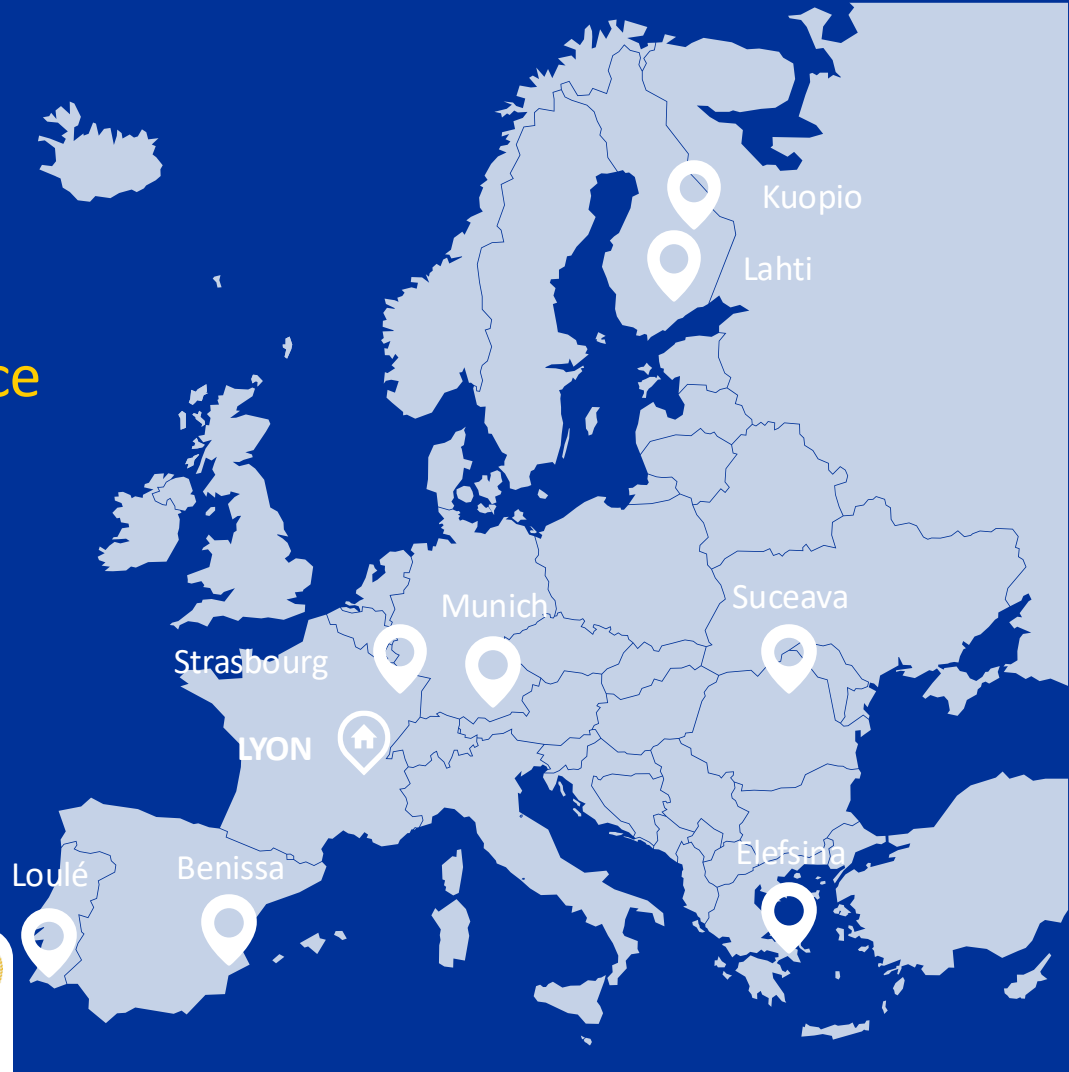 Kuopio
Lahti
ce
Munich
Suceava
Strasbourg
LYON
Elefsina
Benissa
Loulé